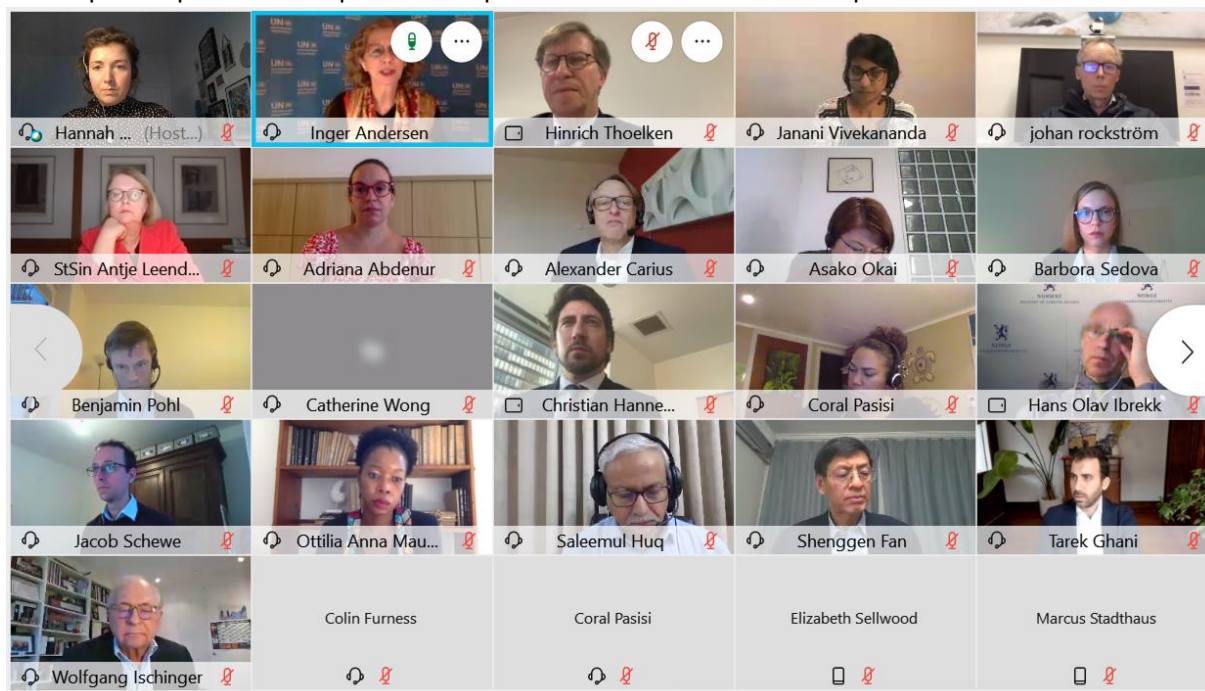 Hannah ... (Host...)
Inger Andersen
Hinrich Thoelken
Janani Vivekananda
johan rockström
StSin Antje Leend...
Adriana Abdenur
Alexander Carius
Asako Okai
Barbora Sedova
Benjamin Pohl
Catherine Wong
Christian Hanne...
Coral Pasisi
Hans Olav Ibrekk
Jacob Schewe
Ottilia Anna Mau...
Saleemul Huq
Shenggen Fan
Tarek Ghani
Wolfgang Ischinger
Colin Furness
Coral Pasisi
Elizabeth Sellwood
Marcus Stadthaus